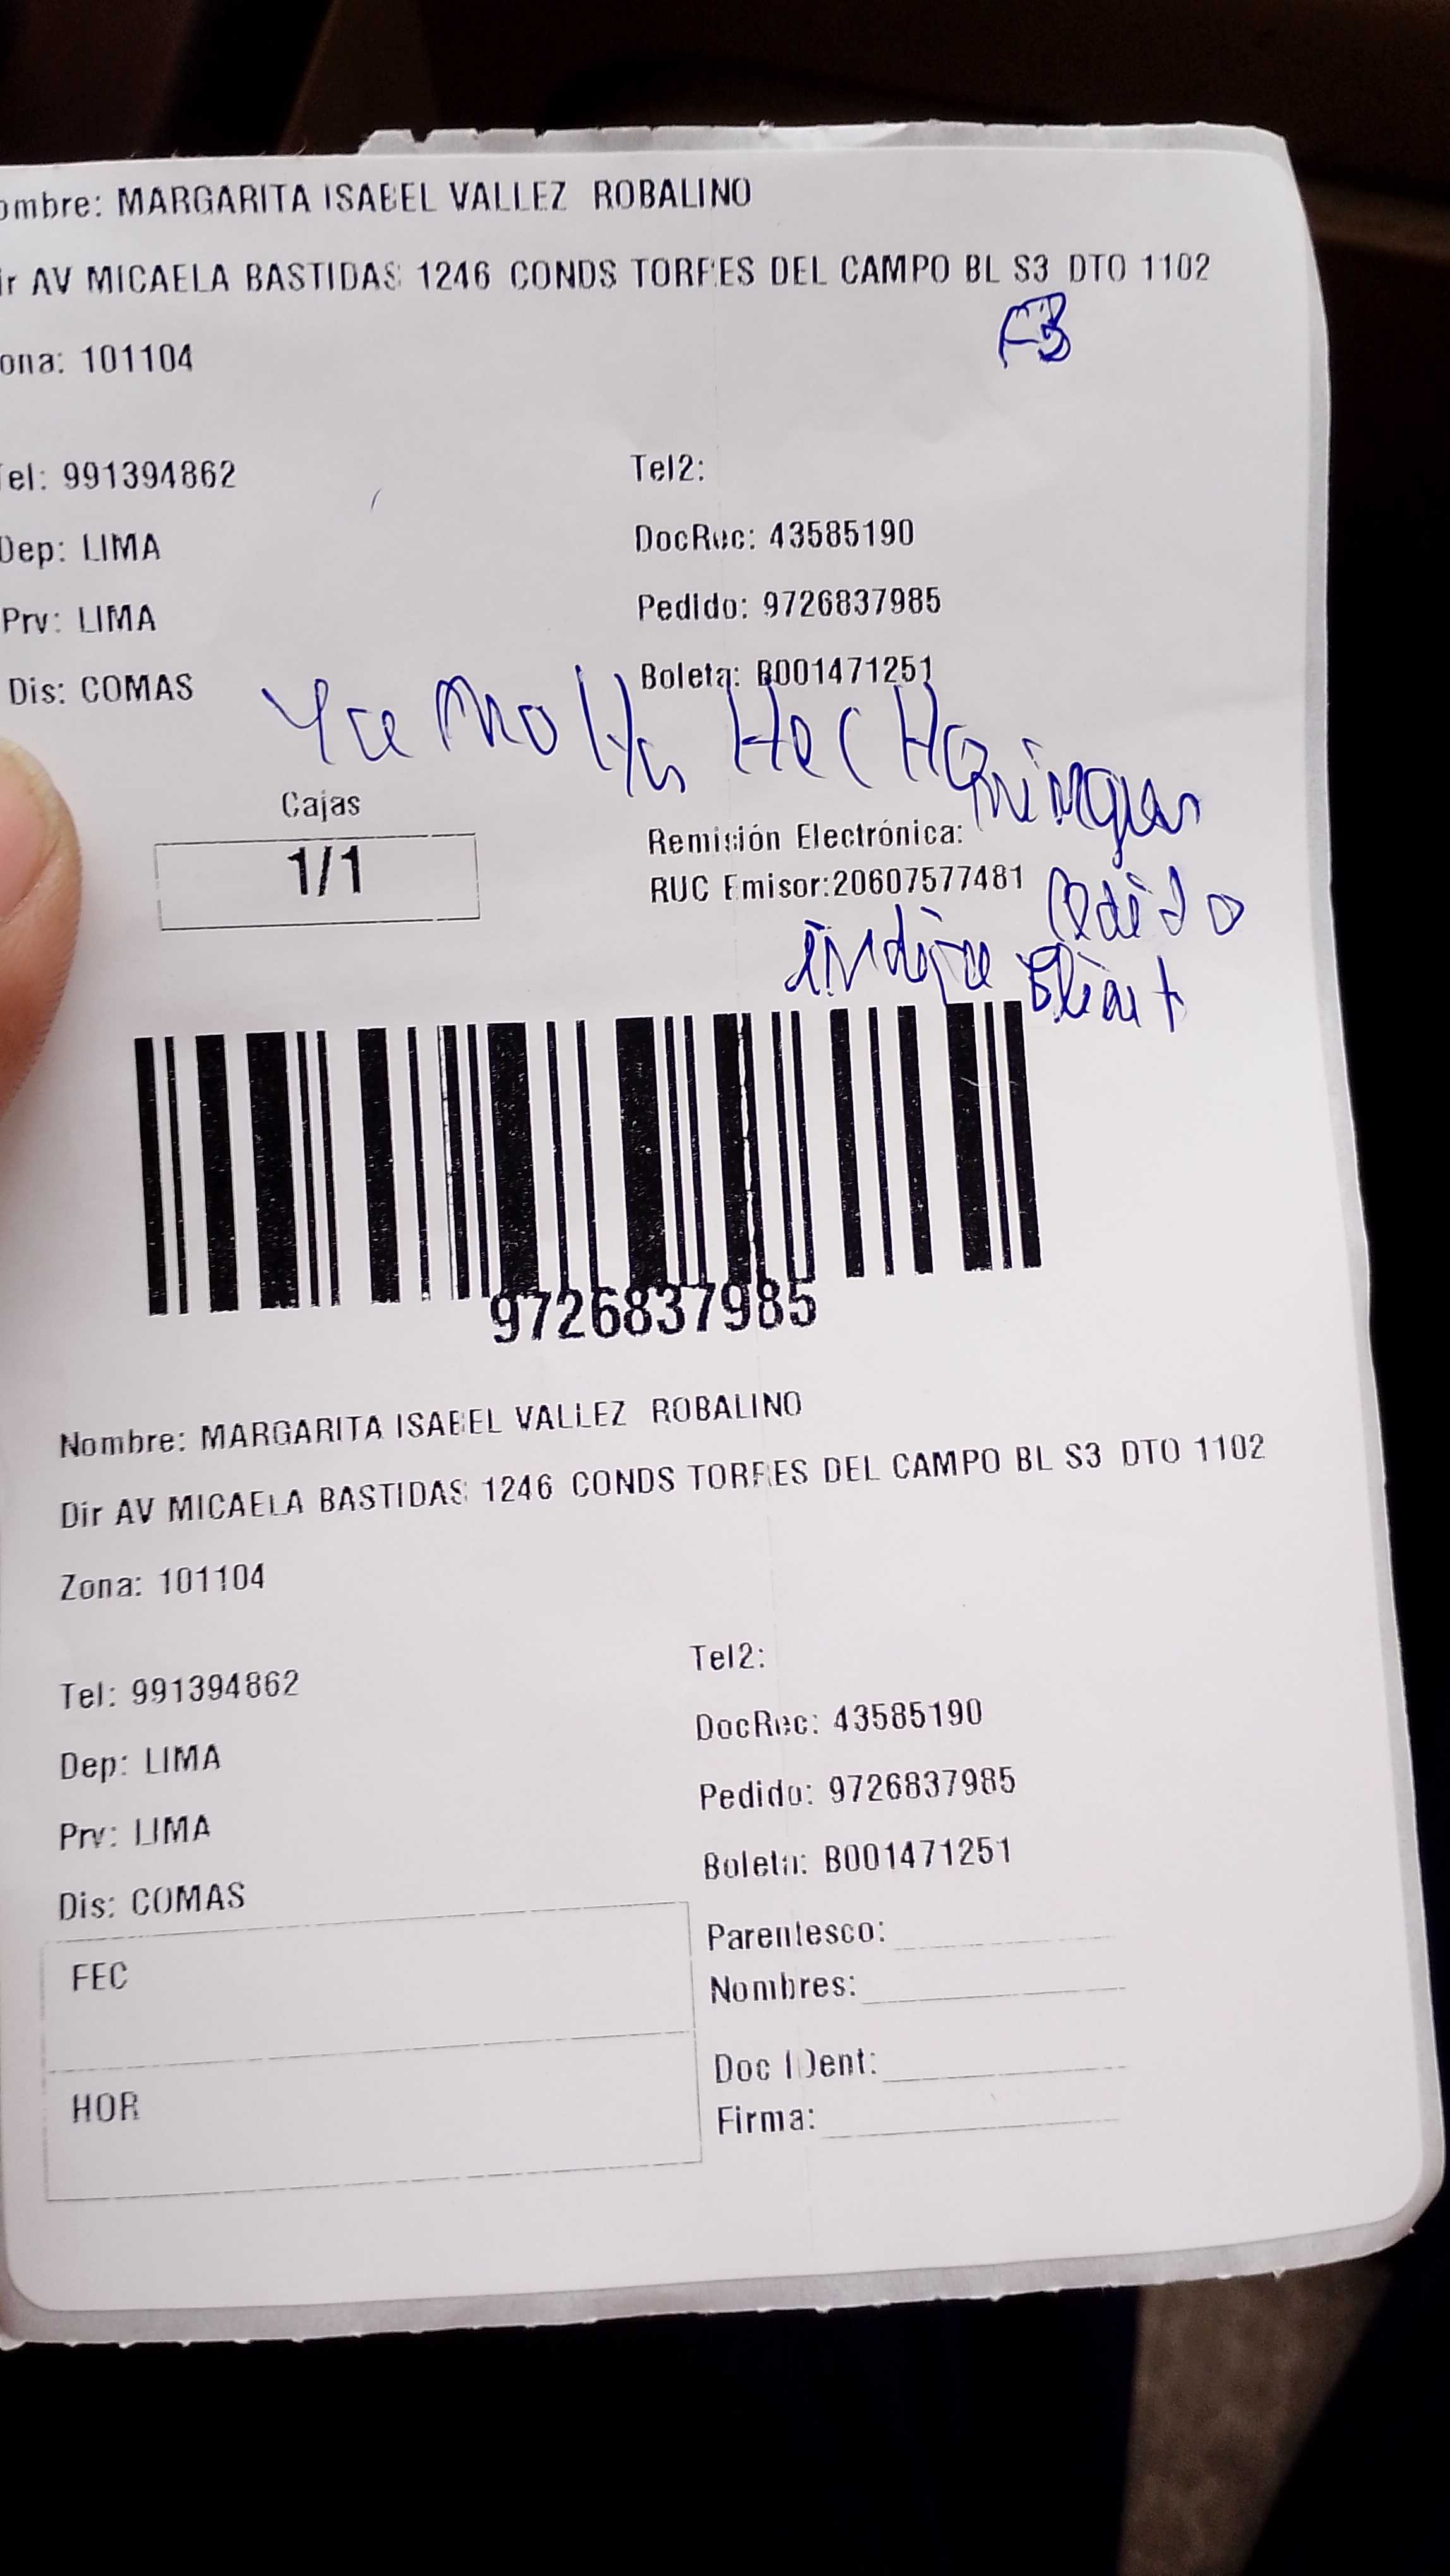 ombre: MARGARITA ISABEL VALLEZ ROBALINO
ir AV MICAELA BASTIDAS 1246 CONDS TORRES DEL CAMPO BL S3 DTO 1102
ona: 101104
Tel: 991394862
Tel2:
Dep: LIMA
DocRec: 43585190
Prv: LIMA
Pedido: 9726837985
Dis: COMAS
Boleta: B001471251
Cajas
1/1
Remisión Electrónica:
RUC Emisor:20607577481
9726837985
Nombre: MARGARITA ISABEL VALLEZ ROBALINO
Dir AV MICAELA BASTIDAS 1246 CONDS TORRES DEL CAMPO BL S3 DTO 1102
Zona: 101104
Tel: 991394862
Tel2:
Dep: LIMA
DocRec: 43585190
Prv: LIMA
Pedido: 9726837985
Dis: COMAS
Boleta: B001471251
FEC
Parentesco:
Nombres:
HOR
Doc IDent:
Firma: